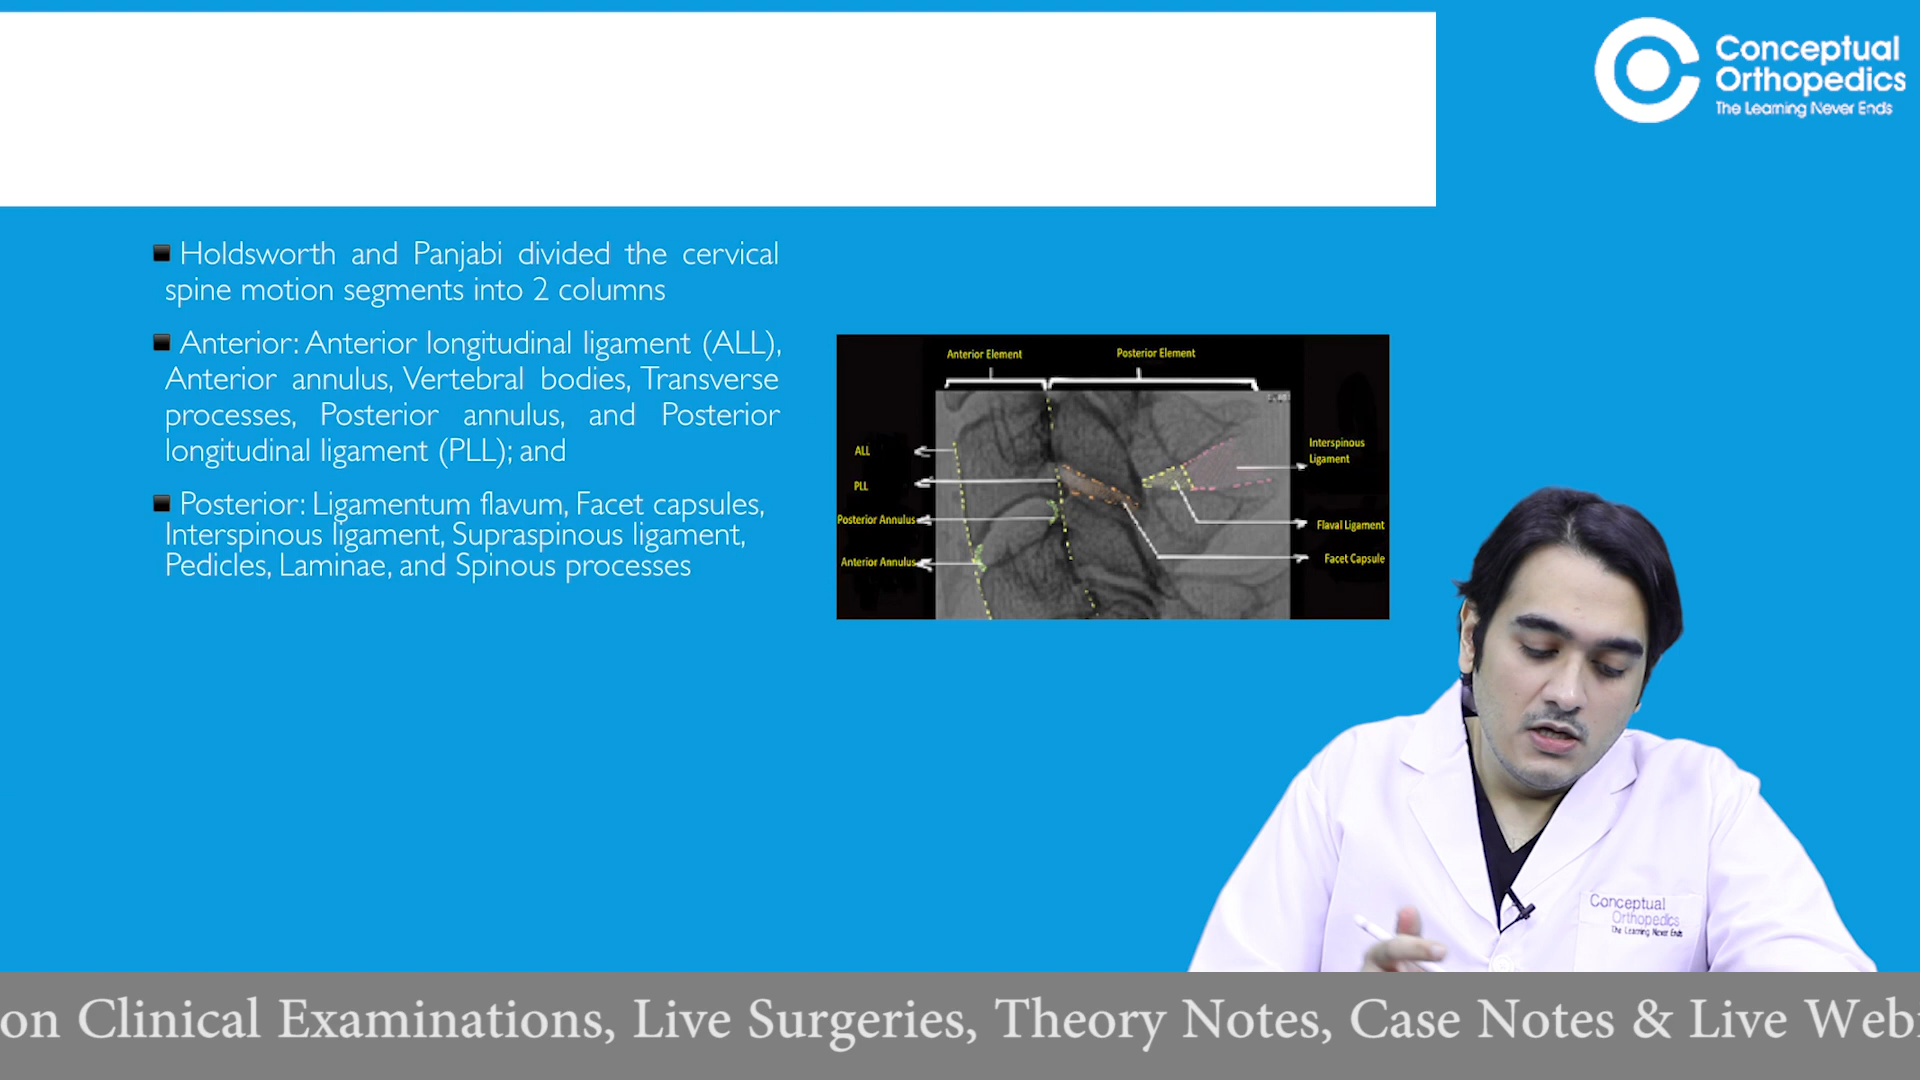 Conceptual
Orthopedics
The Learning Never Ends
Holdsworth and Panjabi divided the cervical
spine motion segments into 2 columns
Anterior: Anterior longitudinal ligament (ALL),
Anterior annulus, Vertebral bodies, Transverse
processes, Posterior annulus, and Posterior
longitudinal ligament (PLL); and
Posterior: Ligamentum flavum, Facet capsules,
Interspinous ligament, Supraspinous ligament,
Pedicles, Laminae, and Spinous processes
Anterior Element
Posterior Element
ALL
PLL
Posterior Annulus
Anterior Annulus
Interspinous
Ligament
Flaval Ligament
Facet Capsule
Conceptual
Orthopedics
The Learning Never Ends
on Clinical Examinations, Live Surgeries, Theory Notes, Case Notes & Live Web